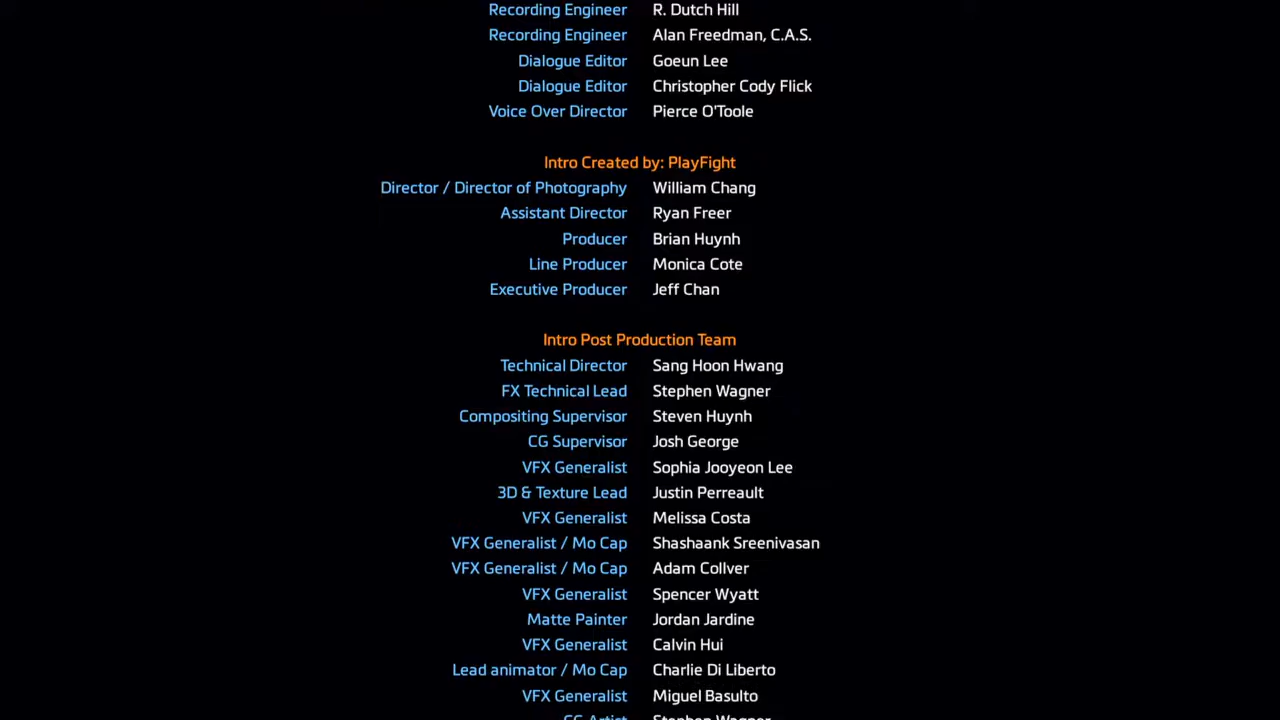 Recording Engineer R. Dutch Hill
Recording Engineer Alan Freedman, C.A.S.
Dialogue Editor Goeun Lee
Dialogue Editor Christopher Cody Flick
Voice Over Director Pierce O'Toole
Intro Created by: PlayFight
Director / Director of Photography William Chang
Assistant Director Ryan Freer
Producer Brian Huynh
Line Producer Monica Cote
Executive Producer Jeff Chan
Intro Post Production Team
Technical Director Sang Hoon Hwang
FX Technical Lead Stephen Wagner
Compositing Supervisor Steven Huynh
CG Supervisor Josh George
VFX Generalist Sophia Jooyeon Lee
3D & Texture Lead Justin Perreault
VFX Generalist Melissa Costa
VFX Generalist / Mo Cap Shashaank Sreenivasan
VFX Generalist / Mo Cap Adam Collver
VFX Generalist Spencer Wyatt
Matte Painter Jordan Jardine
VFX Generalist Calvin Hui
Lead animator / Mo Cap Charlie Di Liberto
VFX Generalist Miguel Basulto
CG Artist Stephen Wagner